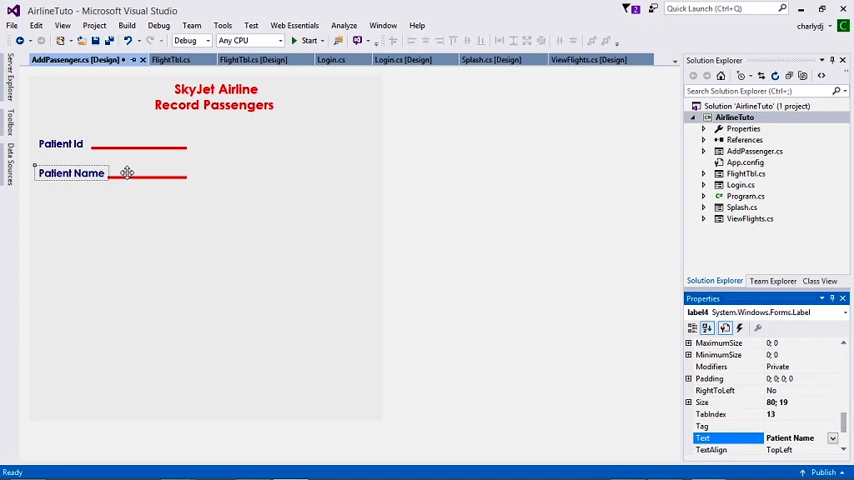 AirlineTuto - Microsoft Visual Studio
2
Quick Launch (Ctrl+Q)
File Edit View Project Build Debug Team Tools Test Web Essentials Analyze Window Help
charlydj
Debug Any CPU Start
AddPassenger.cs [Design] FlightTbl.cs FlightTbl.cs [Design] Login.cs Login.cs [Design] Splash.cs [Design] ViewFlights.cs [Design]
Server Explorer
Toolbox
Data Sources
SkyJet Airline
Record Passengers
Patient Id
Patient Name
Solution Explorer
Search Solution Explorer (Ctrl+;)
Solution 'AirlineTuto' (1 project)
AirlineTuto
Properties
References
AddPassenger.cs
App.config
FlightTbl.cs
Login.cs
Program.cs
Splash.cs
ViewFlights.cs
Solution Explorer Team Explorer Class View
Properties
label4 System.Windows.Forms.Label
MaximumSize 0; 0
MinimumSize 0; 0
Modifiers Private
Padding 0; 0; 0; 0
RightToLeft No
Size 80; 19
TabIndex 13
Tag
Text Patient Name
TextAlign TopLeft
Ready
Publish